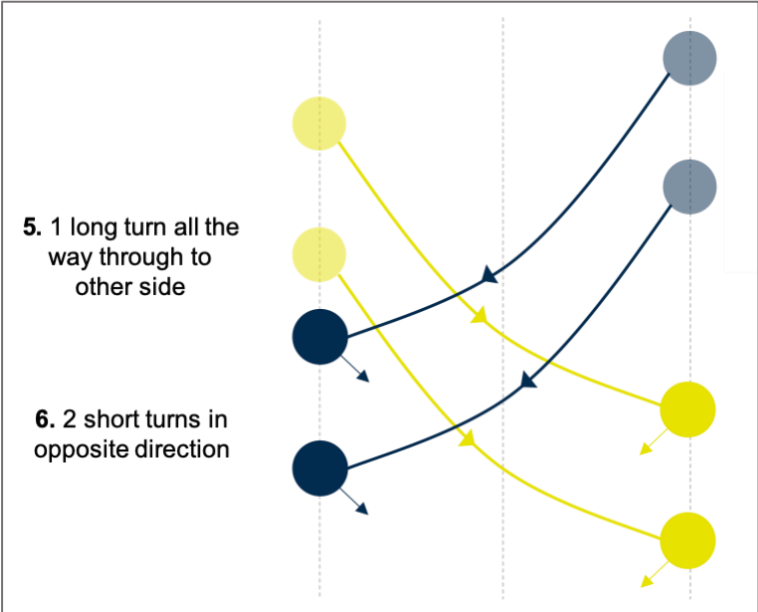 5. 1 long turn all the
way through to
other side
6. 2 short turns in
opposite direction